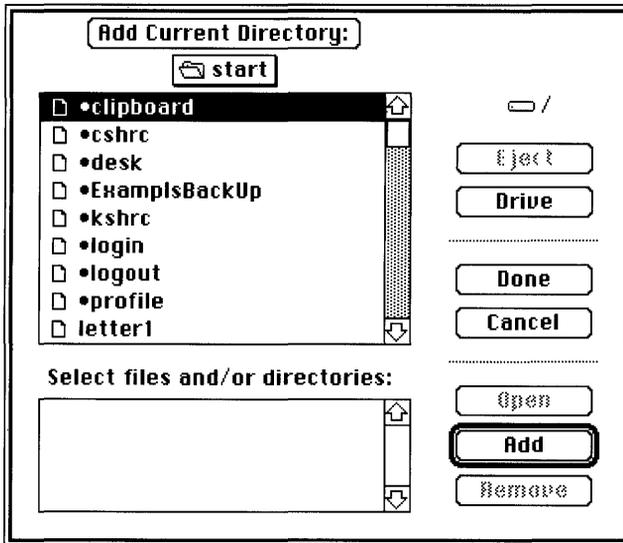 Add Current Directory:
start
•clipboard
•cshrc
•desk
•ExamplsBackUp
•kshrc
•login
•logout
•profile
letter1
/
Eject
Drive
Done
Cancel
Select files and/or directories:
Open
Add
Remove